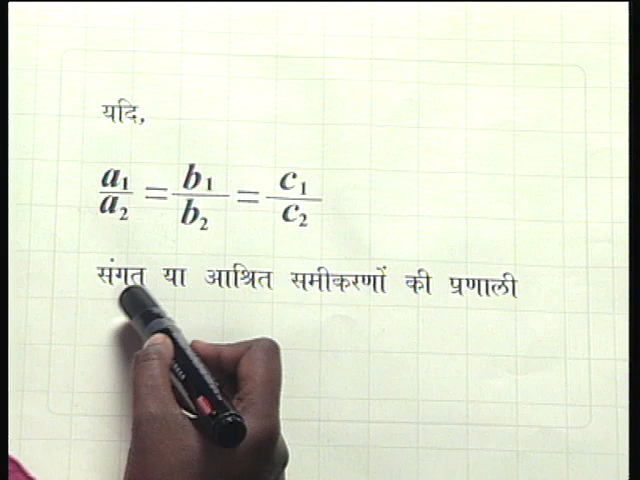 यदि,
a₁/a₂ = b₁/b₂ = c₁/c₂
संगत या आश्रित समीकरणों की प्रणाली